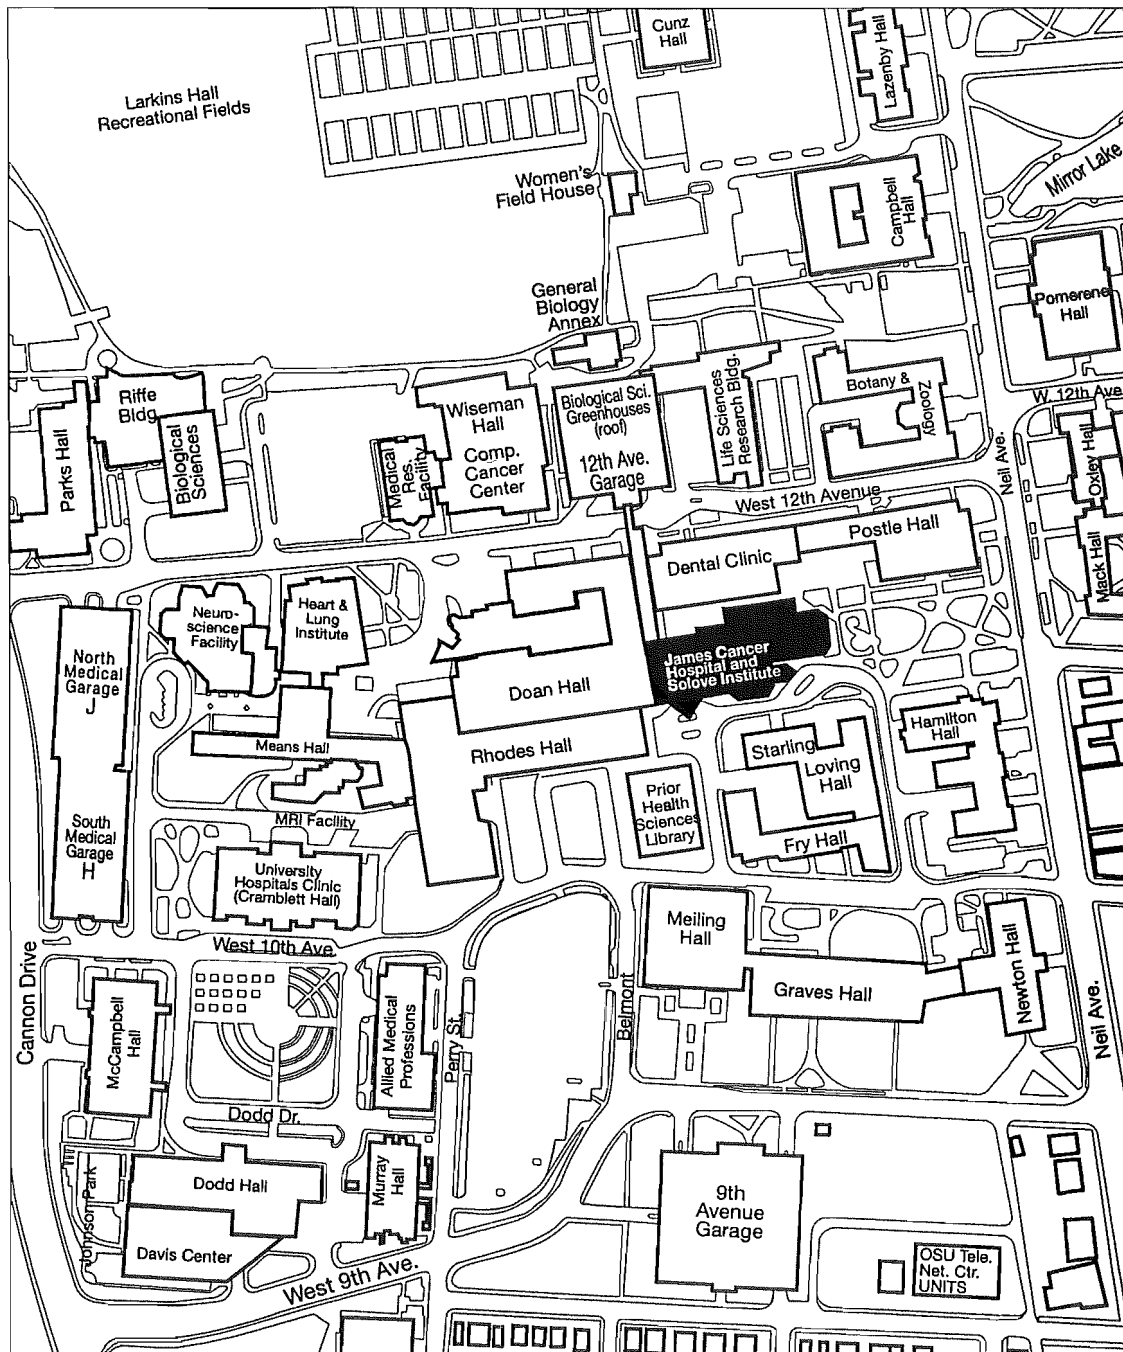 Cunz
Hall
Lazenby Hall
Larkins Hall
Recreational Fields
Mirror Lake
Women's
Field House
Campbell
Hall
General
Biology
Annex
Pomerene
Hall
Riffe
Bldg.
Parks Hall
Biological
Sciences
Wiseman
Hall
Comp.
Cancer
Center
Medical
Res.
Facility
Biological Sci.
Greenhouses
(roof)
12th Ave.
Garage
Life Sciences
Research Bldg.
Botany &
Zoology
W. 12th Ave.
Oxley Hall
Neil Ave.
Mack Hall
West 12th Avenue
Postle Hall
Dental Clinic
Neuro-
science
Facility
Heart &
Lung
Institute
North
Medical
Garage
J
James Cancer
Hospital and
Solove Institute
Doan Hall
Rhodes Hall
Means Hall
Hamilton
Hall
Starling
Loving
Hall
Prior
Health
Sciences
Library
Fry Hall
MRI Facility
South
Medical
Garage
H
University
Hospitals Clinic
(Cramblett Hall)
West 10th Ave.
Meiling
Hall
Graves Hall
Newton Hall
Neil Ave.
Cannon Drive
McCampbell
Hall
Allied Medical
Professions
Perry St.
Belmont
Dodd Dr.
Johnson Park
Dodd Hall
Murray
Hall
Davis Center
West 9th Ave.
9th
Avenue
Garage
OSU Tele.
Net. Ctr.
UNITS